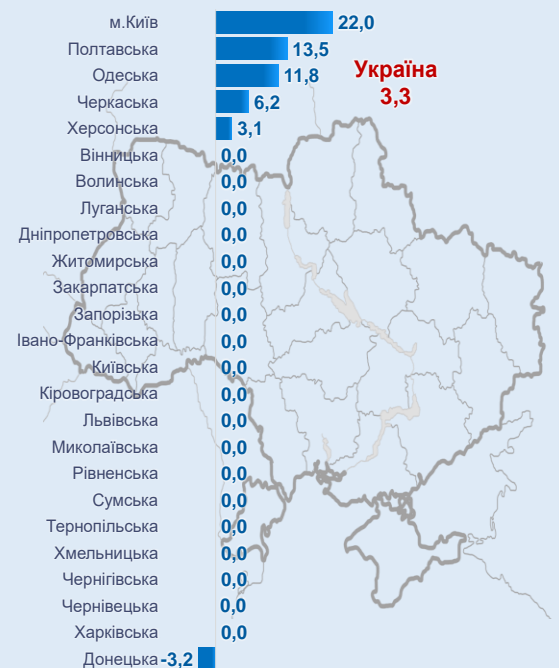 м.Київ 22,0
Полтавська 13,5
Одеська 11,8
Україна
3,3
Черкаська 6,2
Херсонська 3,1
Вінницька 0,0
Волинська 0,0
Луганська 0,0
Дніпропетровська 0,0
Житомирська 0,0
Закарпатська 0,0
Запорізька 0,0
Івано-Франківська 0,0
Київська 0,0
Кіровоградська 0,0
Львівська 0,0
Миколаївська 0,0
Рівненська 0,0
Сумська 0,0
Тернопільська 0,0
Хмельницька 0,0
Чернігівська 0,0
Чернівецька 0,0
Харківська 0,0
Донецька -3,2